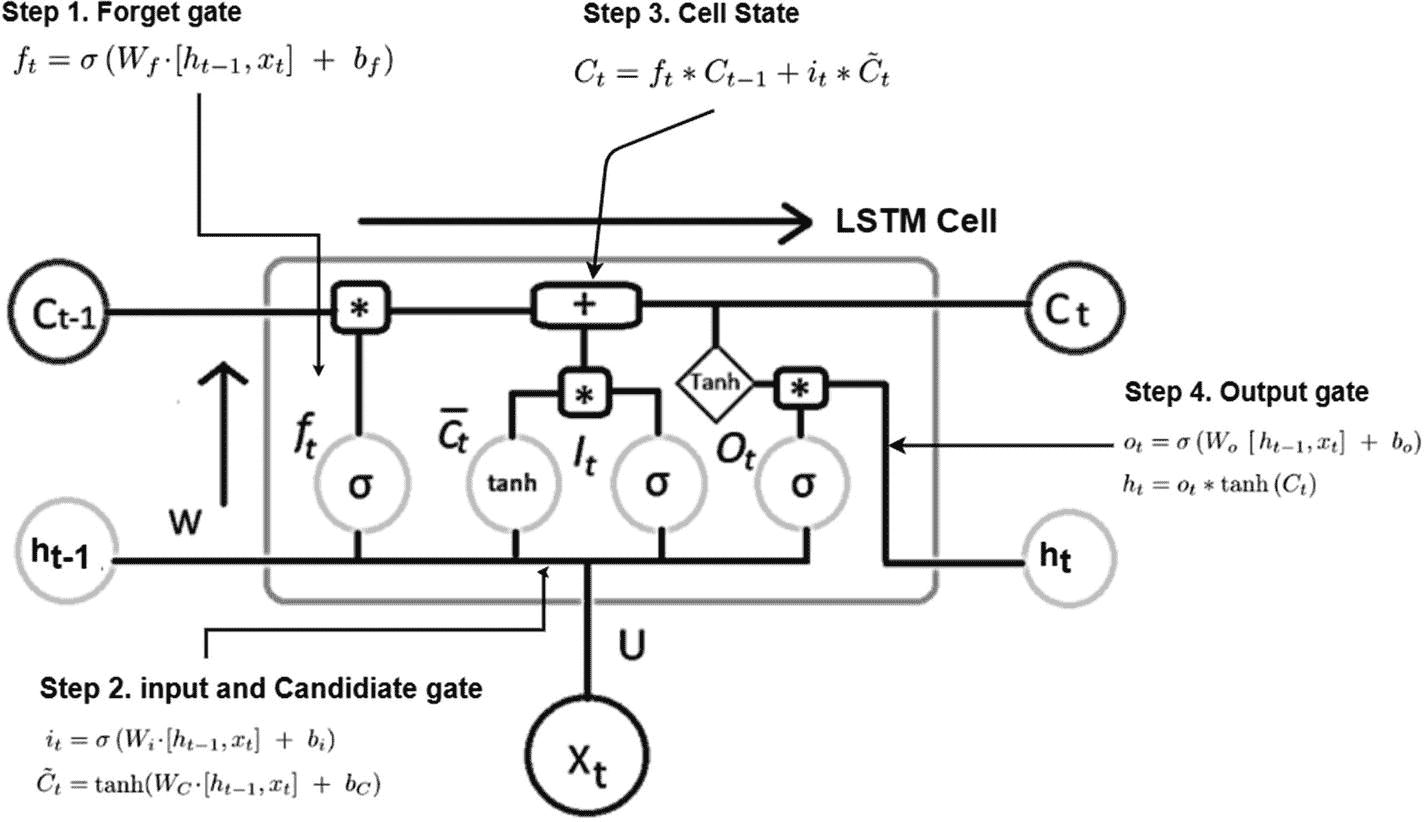 Step 1. Forget gate
f_t = σ (W_f·[h_{t−1}, x_t] + b_f)
Step 3. Cell State
C_t = f_t * C_{t−1} + i_t * C̃_t
LSTM Cell
C_{t-1}
*
+
C_t
*
Tanh
*
Step 4. Output gate
o_t = σ (W_o [h_{t−1}, x_t] + b_o)
h_t = o_t * tanh (C_t)
f_t
C̅_t
I_t
O_t
σ
tanh
σ
σ
W
h_{t-1}
h_t
U
Step 2. input and Candidiate gate
i_t = σ (W_i·[h_{t−1}, x_t] + b_i)
C̃_t = tanh(W_C·[h_{t−1}, x_t] + b_C)
X_t